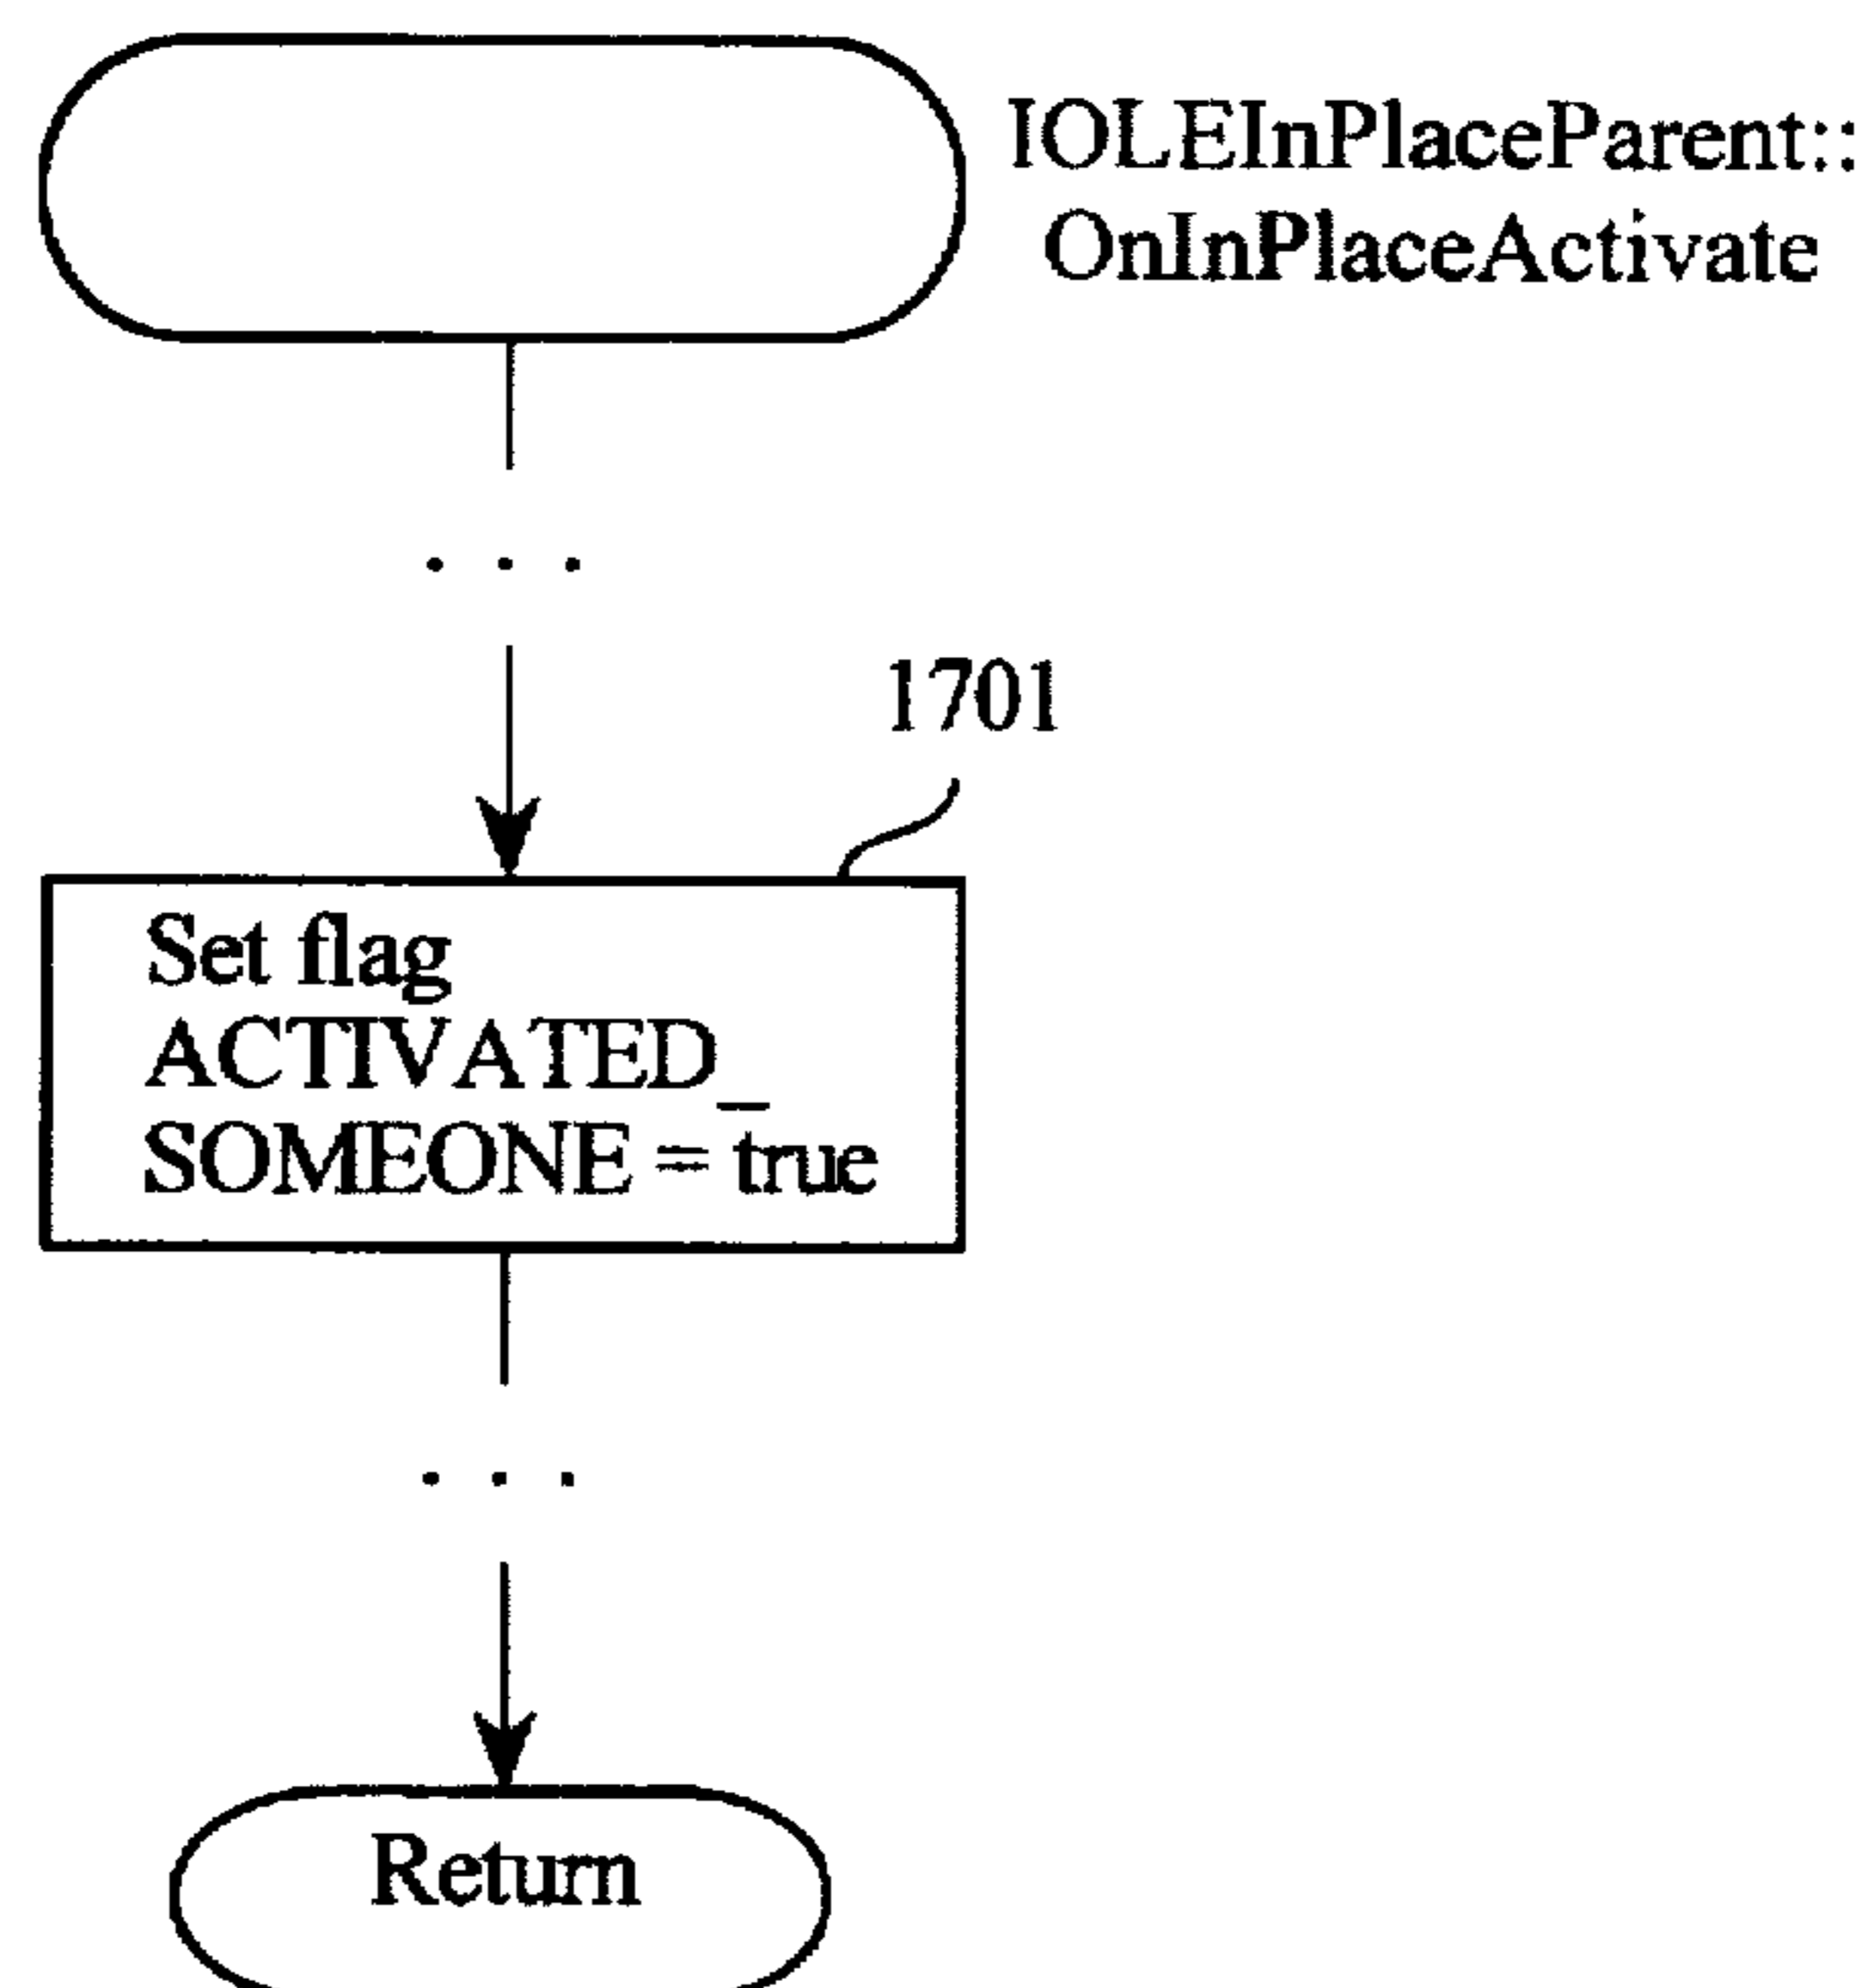 IOLEInPlaceParent::
OnInPlaceActivate
. . .
1701
Set flag
ACTIVATED_
SOMEONE = true
. . .
Return